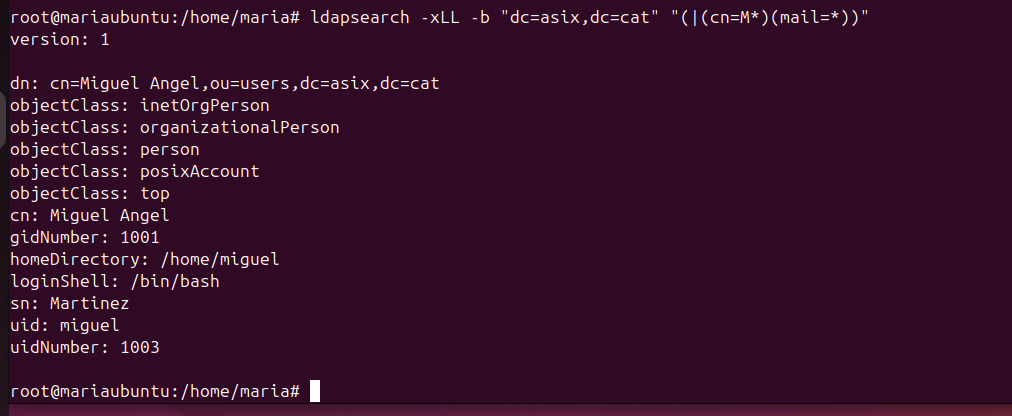 root@mariaubuntu:/home/maria# ldapsearch -xLL -b "dc=asix,dc=cat" "(|(cn=M*)(mail=*))"
version: 1
dn: cn=Miguel Angel,ou=users,dc=asix,dc=cat
objectClass: inetOrgPerson
objectClass: organizationalPerson
objectClass: person
objectClass: posixAccount
objectClass: top
cn: Miguel Angel
gidNumber: 1001
homeDirectory: /home/miguel
loginShell: /bin/bash
sn: Martinez
uid: miguel
uidNumber: 1003
root@mariaubuntu:/home/maria#